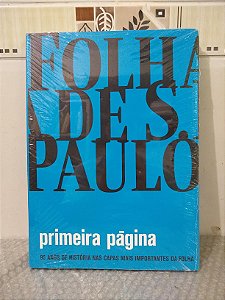 FOLHA
DE S.
PAULO
primeira página
90 ANOS DE HISTÓRIA NAS CAPAS MAIS IMPORTANTES DA FOLHA